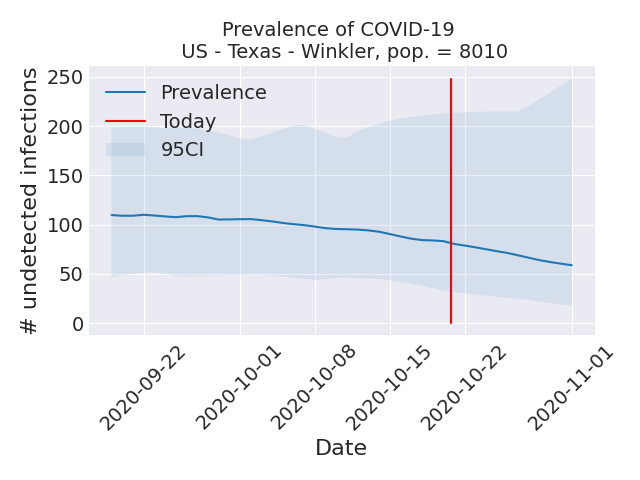 Prevalence of COVID-19
US - Texas - Winkler, pop. = 8010
# undetected infections
250
200
150
100
50
0
Prevalence
Today
95CI
2020-09-22
2020-10-01
2020-10-08
2020-10-15
2020-10-22
2020-11-01
Date